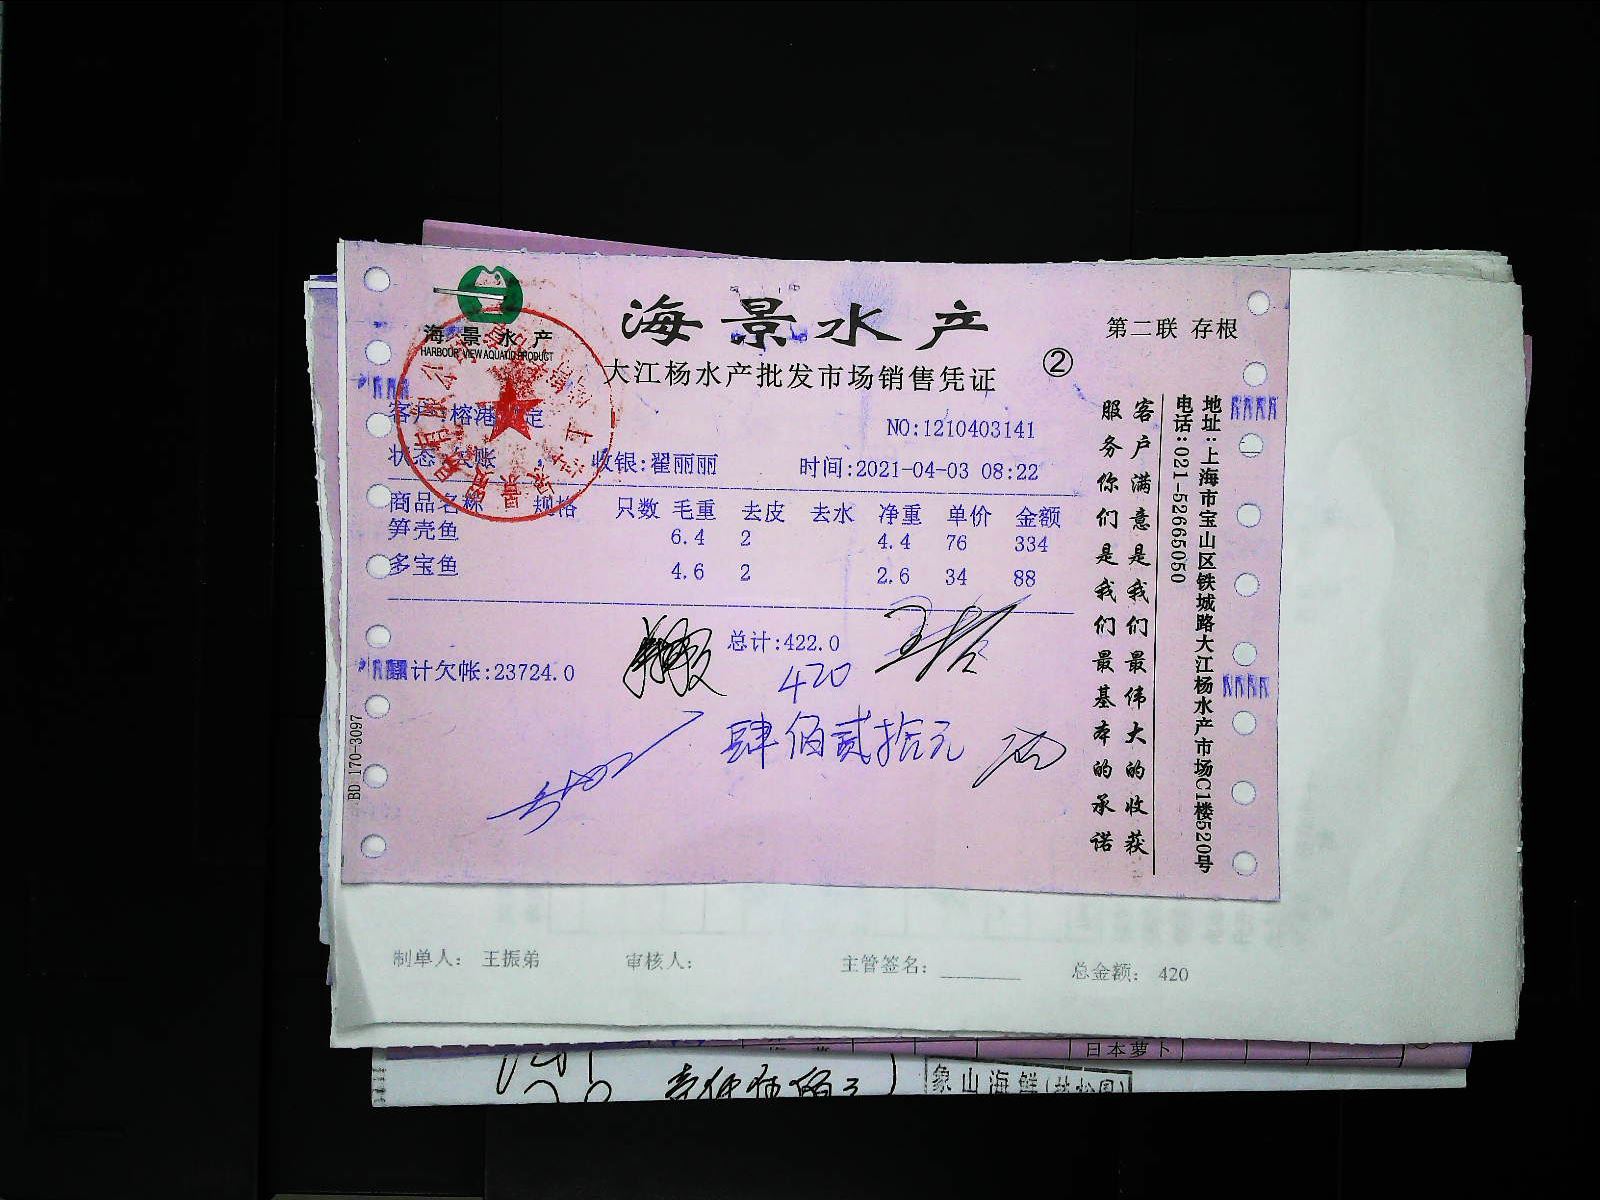 海景水产
HARBOUR VIEW AQUATIC PRODUCT
海景水产
大江杨水产批发市场销售凭证
②
第二联 存根
客户:榕港 定
NO:1210403141
状态 欠账
收银:翟丽丽
时间:2021-04-03 08:22
商品名称 规格 只数 毛重 去皮 去水 净重 单价 金额
笋壳鱼 6.4 2 4.4 76 334
多宝鱼 4.6 2 2.6 34 88
总计:422.0
累计欠帐:23724.0
420
肆佰贰拾元
客户满意是我们最伟大的收获
服务你们是我们最基本的承诺
地址:上海市宝山区铁城路大江杨水产市场C1楼520号
电话:021-52665050
BD 170-3097
制单人: 王振弟 审核人: 主管签名: 总金额: 420
日本萝卜
象山海鲜